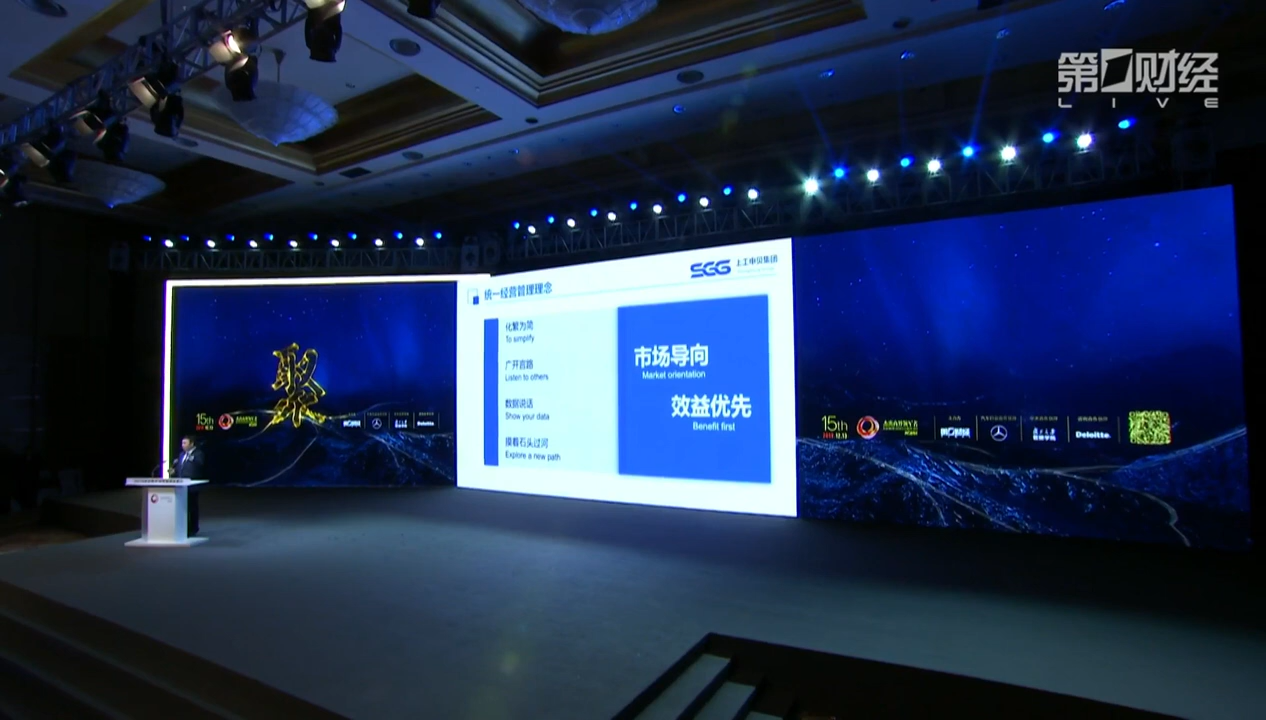 第一财经
LIVE
SGG 上工申贝集团
统一经营管理理念
化繁为简
To simplify
广开言路
Listen to others
数据说话
Show your data
摸着石头过河
Explore a new path
市场导向
Market orientation
效益优先
Benefit first
聚
15th
15th
Deloitte.